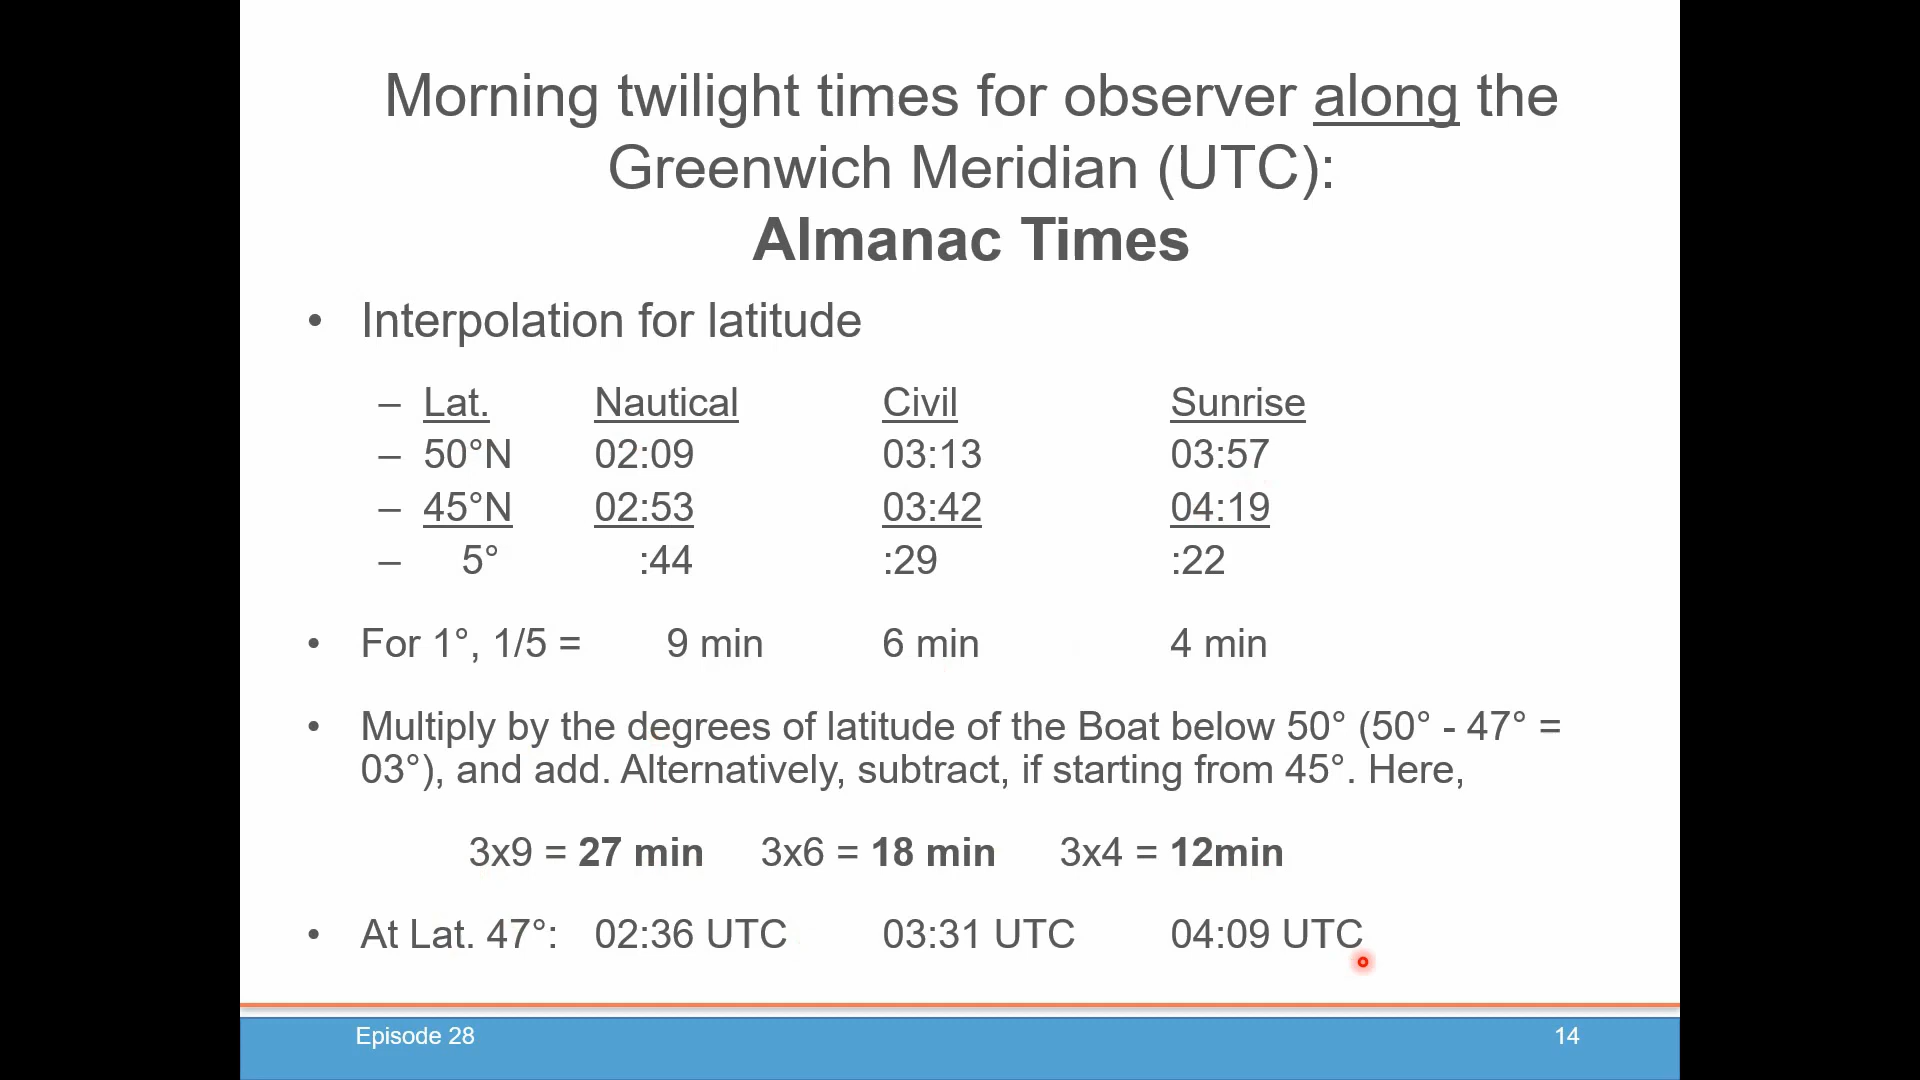 Morning twilight times for observer along the
Greenwich Meridian (UTC):
Almanac Times
• Interpolation for latitude
– Lat. Nautical Civil Sunrise
– 50°N 02:09 03:13 03:57
– 45°N 02:53 03:42 04:19
– 5° :44 :29 :22
• For 1°, 1/5 = 9 min 6 min 4 min
• Multiply by the degrees of latitude of the Boat below 50° (50° - 47° =
03°), and add. Alternatively, subtract, if starting from 45°. Here,
3x9 = 27 min 3x6 = 18 min 3x4 = 12min
• At Lat. 47°: 02:36 UTC 03:31 UTC 04:09 UTC
Episode 28 14